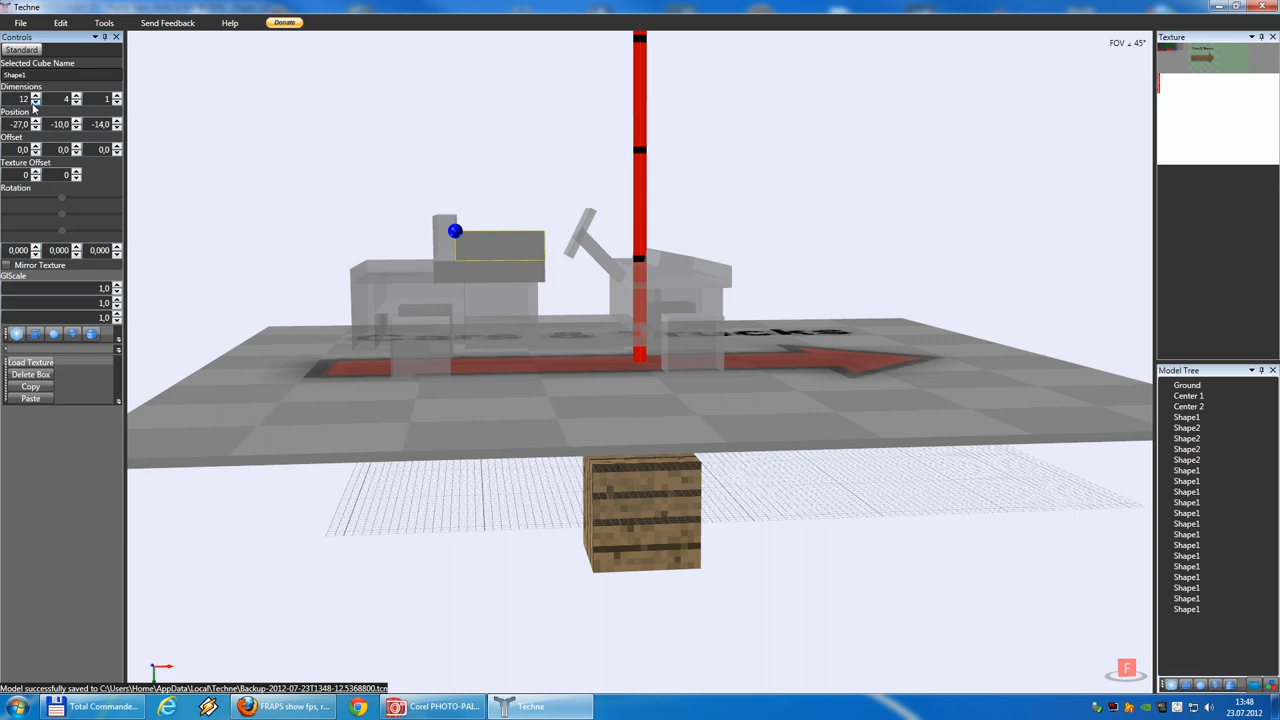 Techne
File Edit Tools Send Feedback Help Donate
Controls
Standard
Selected Cube Name
Shape1
Dimensions
12 4 1
Position
-27,0 -10,0 -14,0
Offset
0,0 0,0 0,0
Texture Offset
0 0
Rotation
0,000 0,000 0,000
Mirror Texture
GlScale
1,0
1,0
1,0
Load Texture
Delete Box
Copy
Paste
FOV ∠ 45°
Texture
Model Tree
Ground
Center 1
Center 2
Shape1
Shape2
Shape2
Shape2
Shape2
Shape1
Shape1
Shape1
Shape1
Shape1
Shape1
Shape1
Shape1
Shape1
Shape1
Shape1
Shape1
Shape1
Shape1
F
Model successfully saved to C:\Users\Home\AppData\Local\Techne\Backup-2012-07-23T1348-12.5368800.tcn
Total Commande...
FRAPS show fps, r...
Corel PHOTO-PAI...
Techne
13:48
23.07.2012